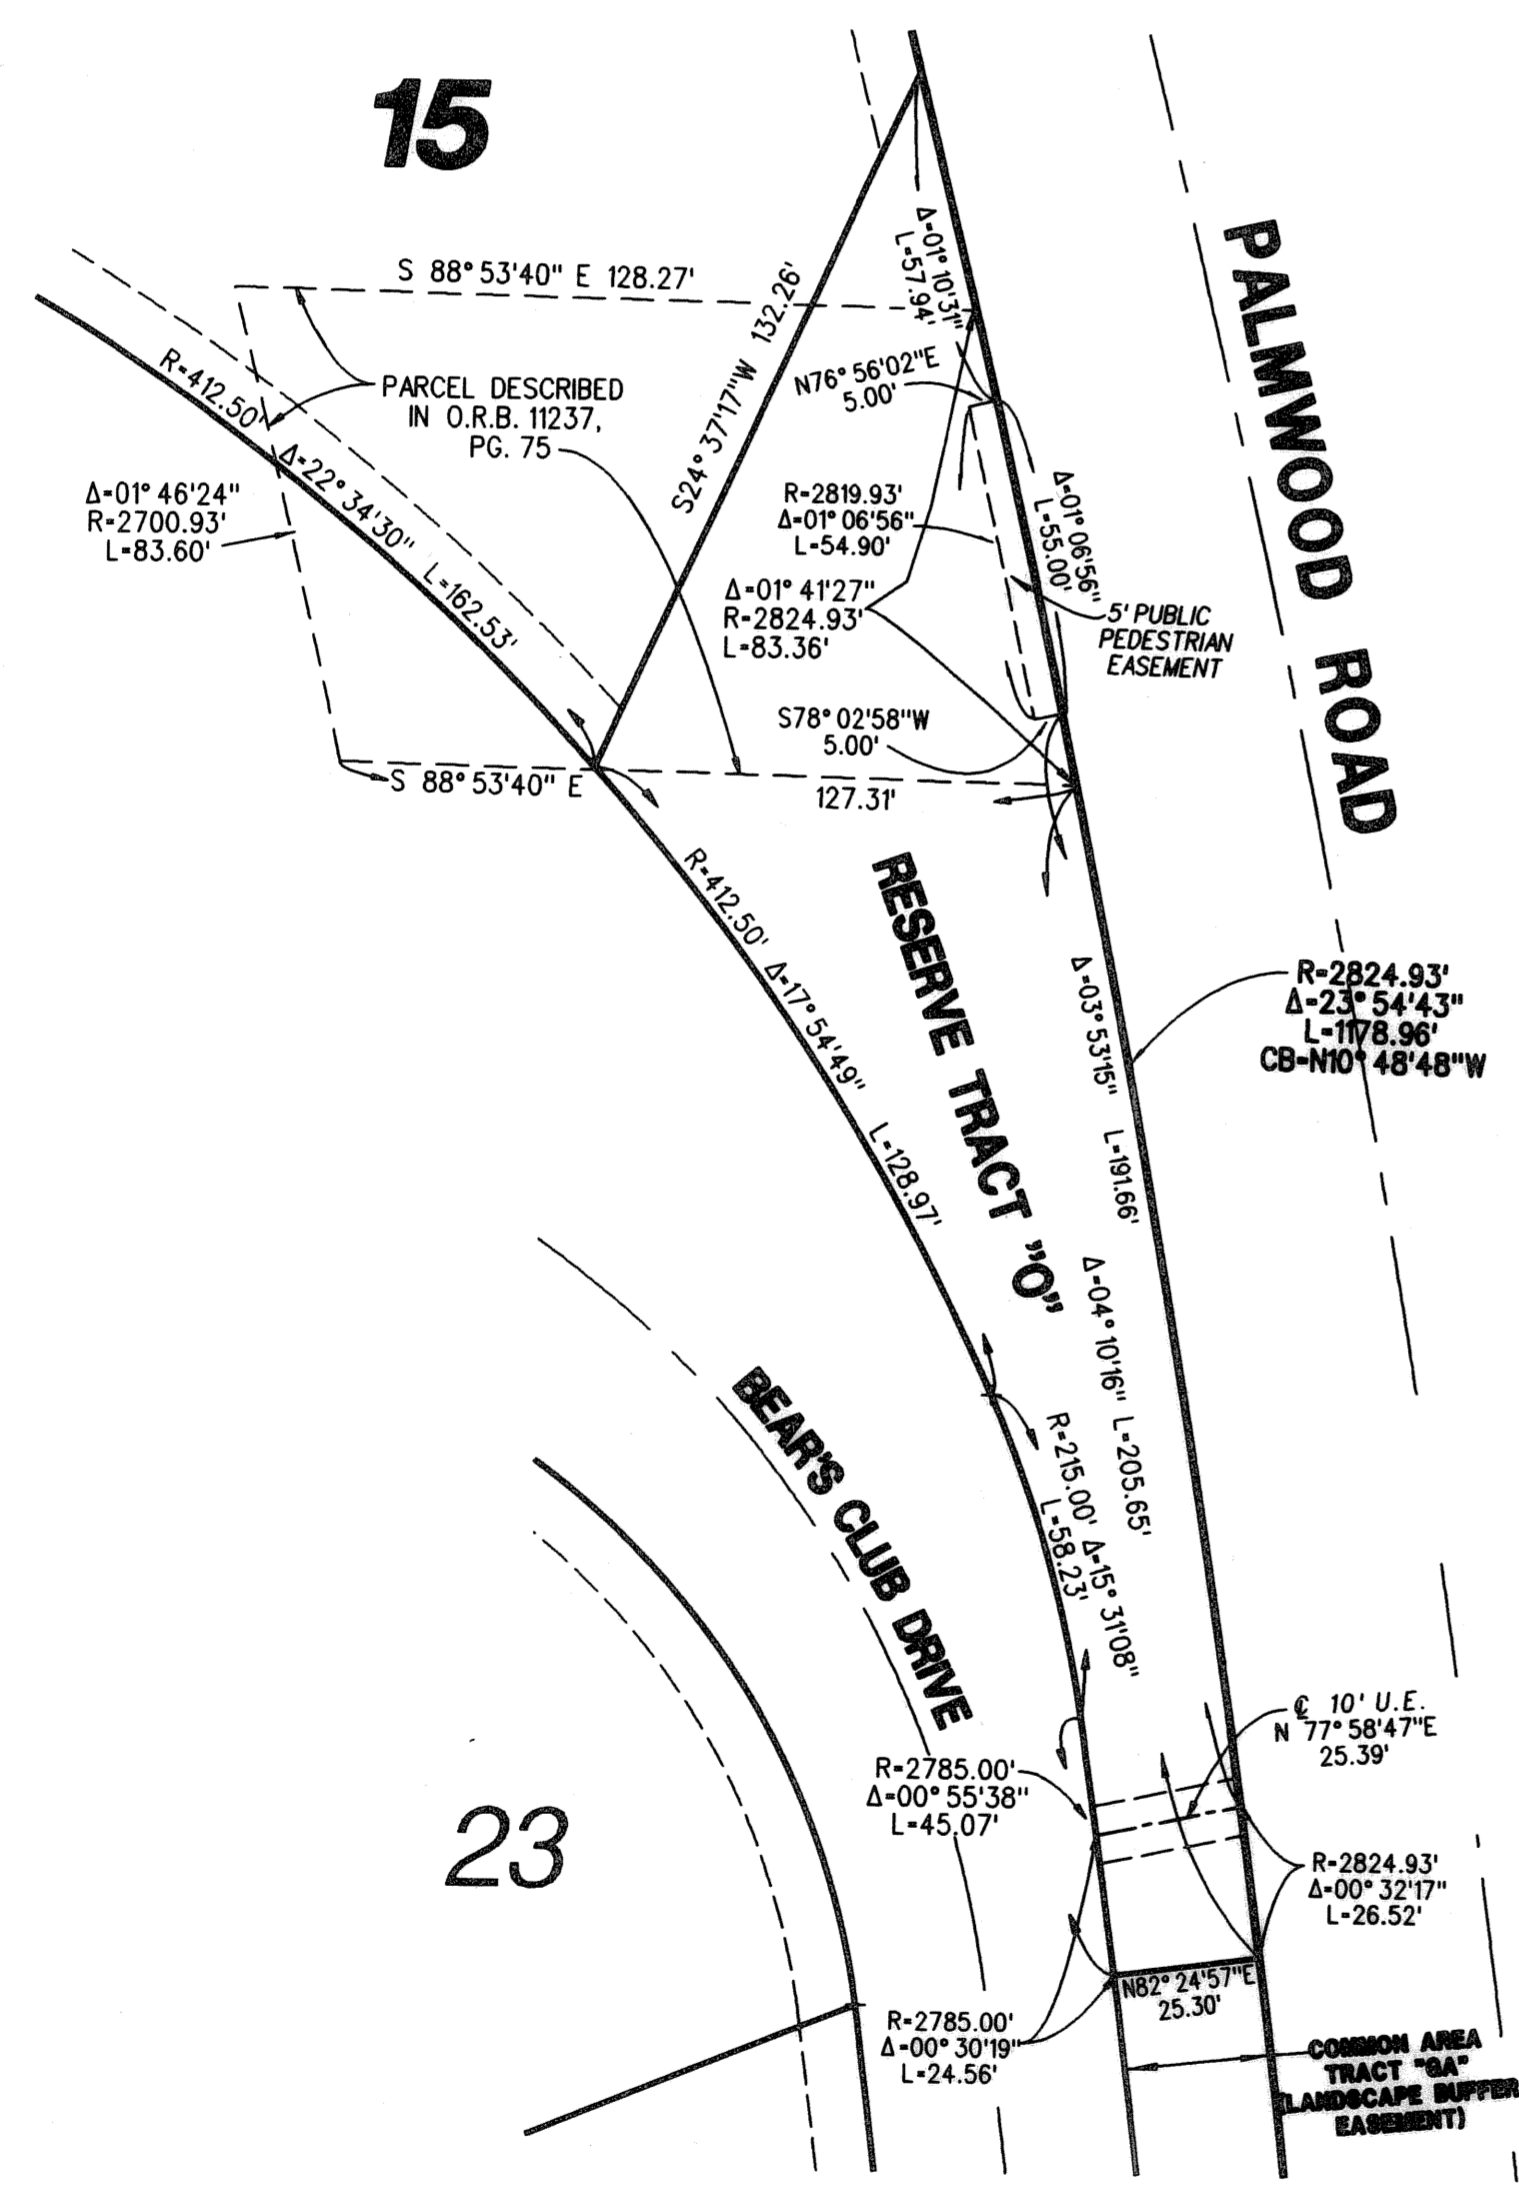 15
PALMWOOD ROAD
S 88° 53'40" E 128.27'
Δ=01° 10'31"
L=57.94'
R=412.50'
Δ=22° 34'30"
L=162.53'
PARCEL DESCRIBED
IN O.R.B. 11237,
PG. 75
S24° 37'17"W 132.26'
N76° 56'02"E
5.00'
Δ=01° 46'24"
R=2700.93'
L=83.60'
R=2819.93'
Δ=01° 06'56"
L=54.90'
Δ=01° 06'56"
L=55.00'
Δ=01° 41'27"
R=2824.93'
L=83.36'
5' PUBLIC
PEDESTRIAN
EASEMENT
S78° 02'58"W
5.00'
S 88° 53'40" E
127.31'
RESERVE TRACT "O"
R=412.50' Δ=17° 54'49" L=128.97'
Δ=03° 53'15" L=191.66'
R=2824.93'
Δ=23° 54'43"
L=1178.96'
CB=N10° 48'48"W
Δ=04° 10'16" L=205.65'
BEAR'S CLUB DRIVE
R=215.00' Δ=15° 31'08"
L=58.23'
℄ 10' U.E.
N 77° 58'47"E
25.39'
R=2785.00'
Δ=00° 55'38"
L=45.07'
23
R=2824.93'
Δ=00° 32'17"
L=26.52'
N82° 24'57"E
25.30'
R=2785.00'
Δ=00° 30'19"
L=24.56'
COMMON AREA
TRACT "GA"
(LANDSCAPE BUFFER
EASEMENT)